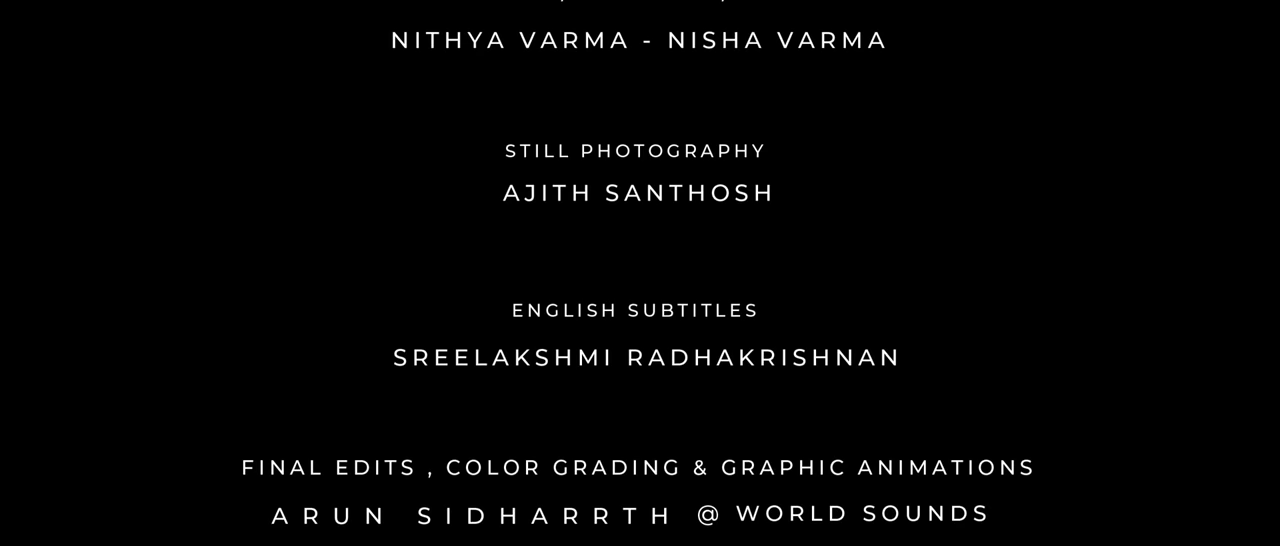 NITHYA VARMA - NISHA VARMA
STILL PHOTOGRAPHY
AJITH SANTHOSH
ENGLISH SUBTITLES
SREELAKSHMI RADHAKRISHNAN
FINAL EDITS , COLOR GRADING & GRAPHIC ANIMATIONS
ARUN SIDHARRTH @ WORLD SOUNDS